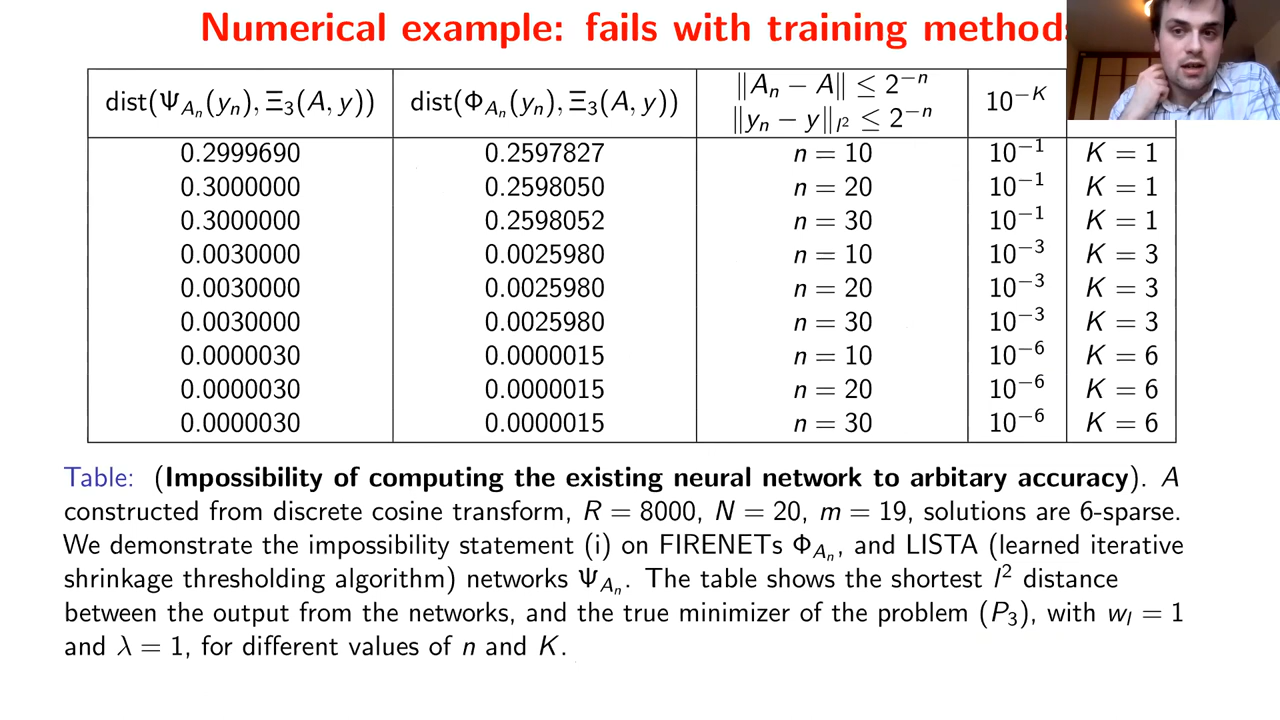 Numerical example: fails with training methods
dist(Ψ_{A_n}(y_n), Ξ_3(A, y)) dist(Φ_{A_n}(y_n), Ξ_3(A, y)) ‖A_n − A‖ ≤ 2^{−n} ‖y_n − y‖_{l^2} ≤ 2^{−n} 10^{−K}
0.2999690 0.2597827 n = 10 10^{−1} K = 1
0.3000000 0.2598050 n = 20 10^{−1} K = 1
0.3000000 0.2598052 n = 30 10^{−1} K = 1
0.0030000 0.0025980 n = 10 10^{−3} K = 3
0.0030000 0.0025980 n = 20 10^{−3} K = 3
0.0030000 0.0025980 n = 30 10^{−3} K = 3
0.0000030 0.0000015 n = 10 10^{−6} K = 6
0.0000030 0.0000015 n = 20 10^{−6} K = 6
0.0000030 0.0000015 n = 30 10^{−6} K = 6
Table: (Impossibility of computing the existing neural network to arbitary accuracy). A
constructed from discrete cosine transform, R = 8000, N = 20, m = 19, solutions are 6-sparse.
We demonstrate the impossibility statement (i) on FIRENETs Φ_{A_n}, and LISTA (learned iterative
shrinkage thresholding algorithm) networks Ψ_{A_n}. The table shows the shortest l^2 distance
between the output from the networks, and the true minimizer of the problem (P_3), with w_l = 1
and λ = 1, for different values of n and K.